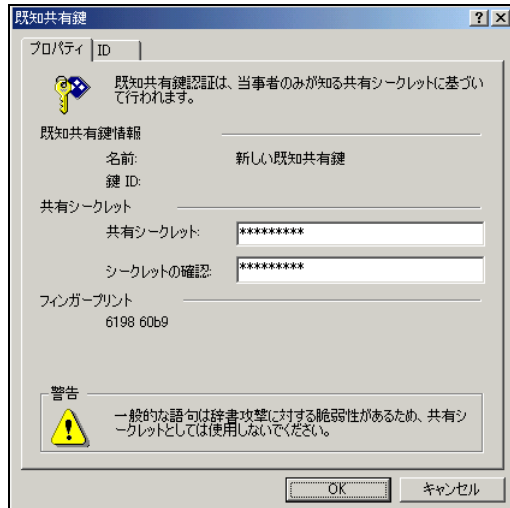 既知共有鍵
プロパティ ID
既知共有鍵認証は、当事者のみが知る共有シークレットに基づい
て行われます。
既知共有鍵情報
名前: 新しい既知共有鍵
鍵 ID:
共有シークレット
共有シークレット: *********
シークレットの確認: *********
フィンガープリント
6198 60b9
警告
一般的な語句は辞書攻撃に対する脆弱性があるため、共有シ
ークレットとしては使用しないでください。
OK キャンセル